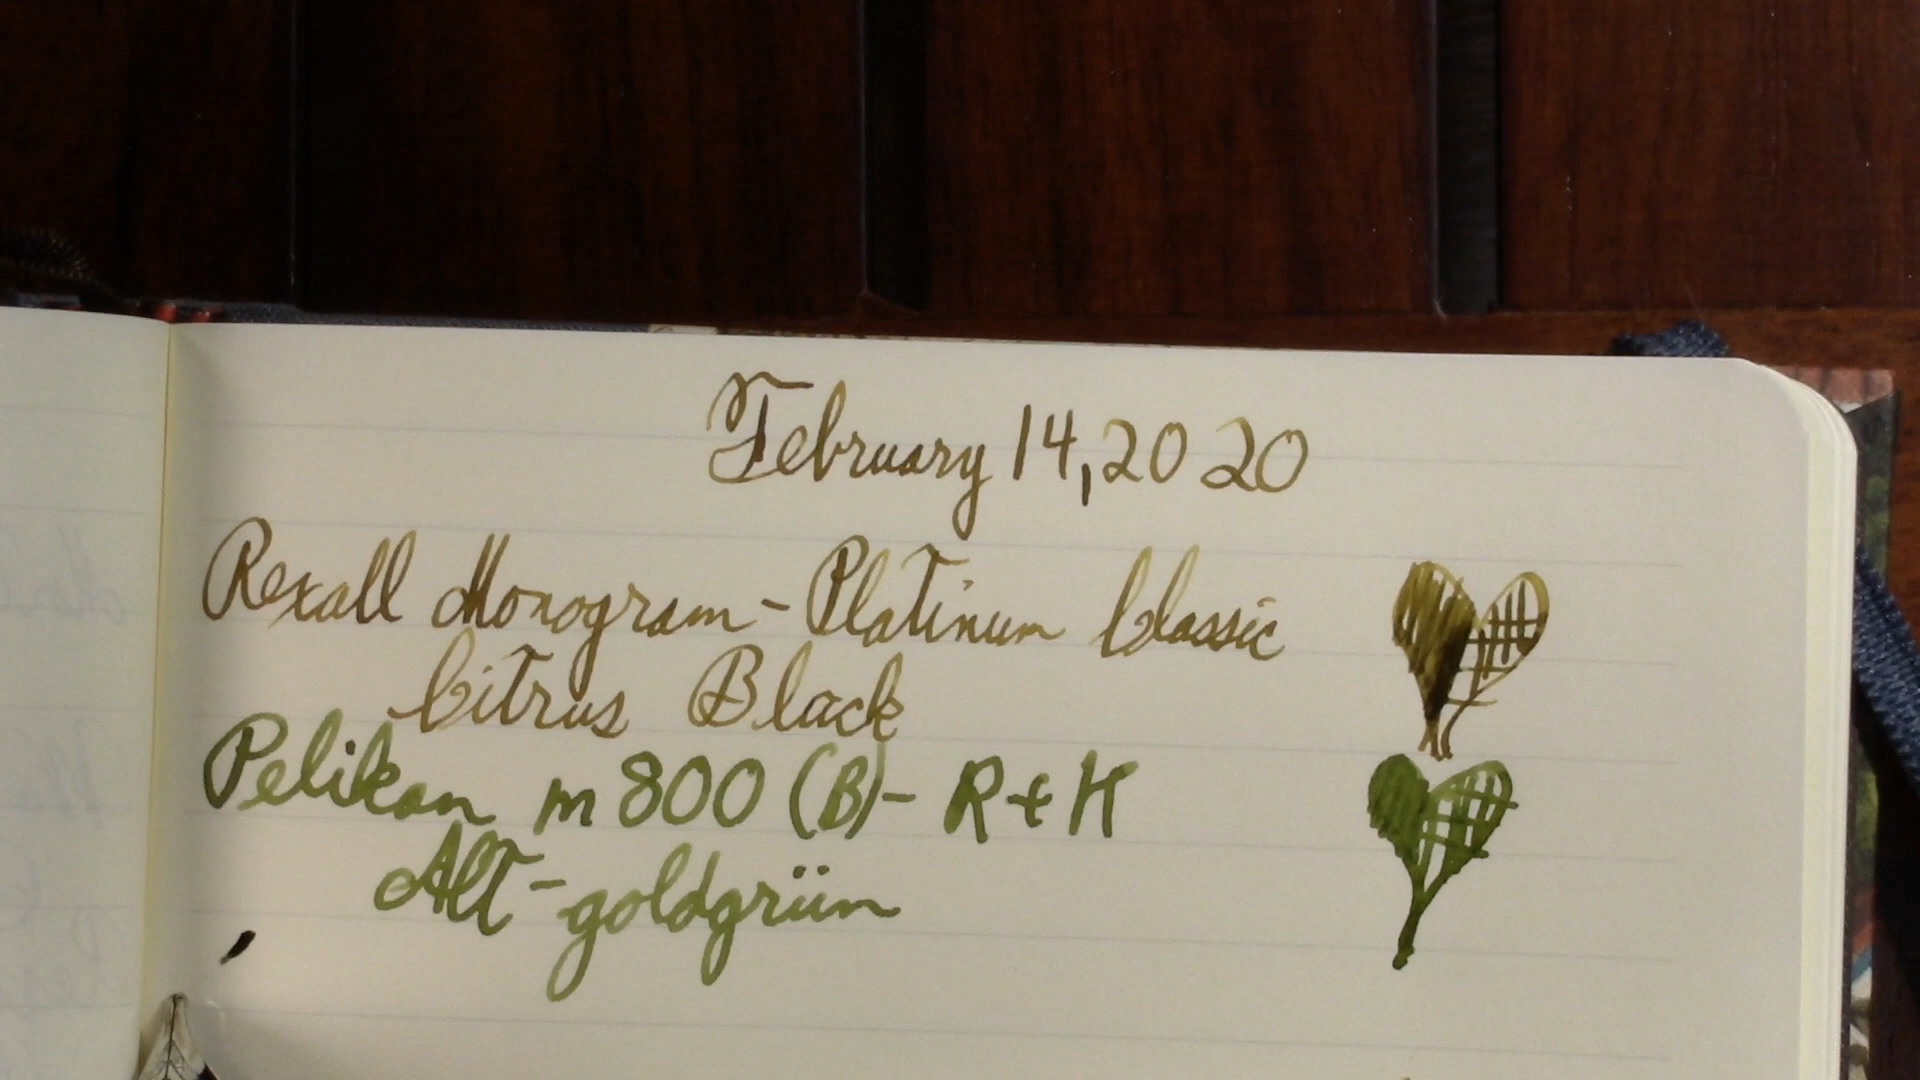 February 14, 2020
Rexall Monogram - Platinum Classic
Citrus Black
Pelikan m800 (B) - R + K
Alt-goldgrün